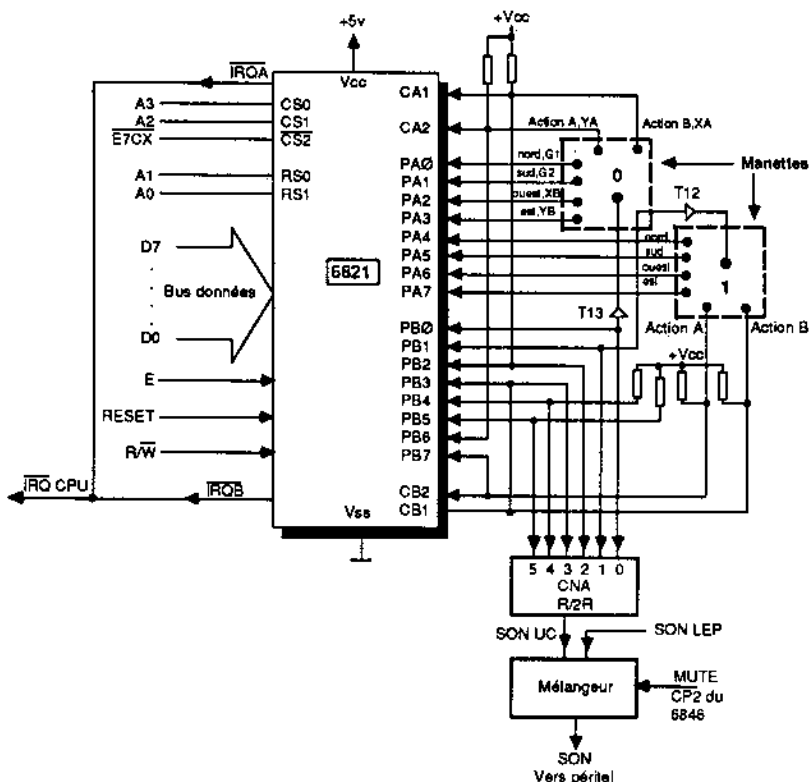 +5v
+Vcc
IRQA
Vcc
A3
CS0
CA1
A2
CS1
E7CX
CS2
CA2
Action A,YA
Action B,XA
nord,G1
PA0
0
Manettes
A1
RS0
PA1
sud,G2
A0
RS1
PA2
ouest,XB
T12
PA3
est,YB
PA4
nord
D7
PA5
sud
Bus données
6821
PA6
ouest
PA7
est
1
D0
PB0
T13
Action A
Action B
PB1
E
PB2
+Vcc
PB3
RESET
PB4
PB5
R/W
PB6
PB7
IRQ CPU
IRQB
CB2
Vss
CB1
5 4 3 2 1 0
CNA
R/2R
SON UC
SON LEP
Mélangeur
MUTE
CP2 du
6846
SON
Vers péritel